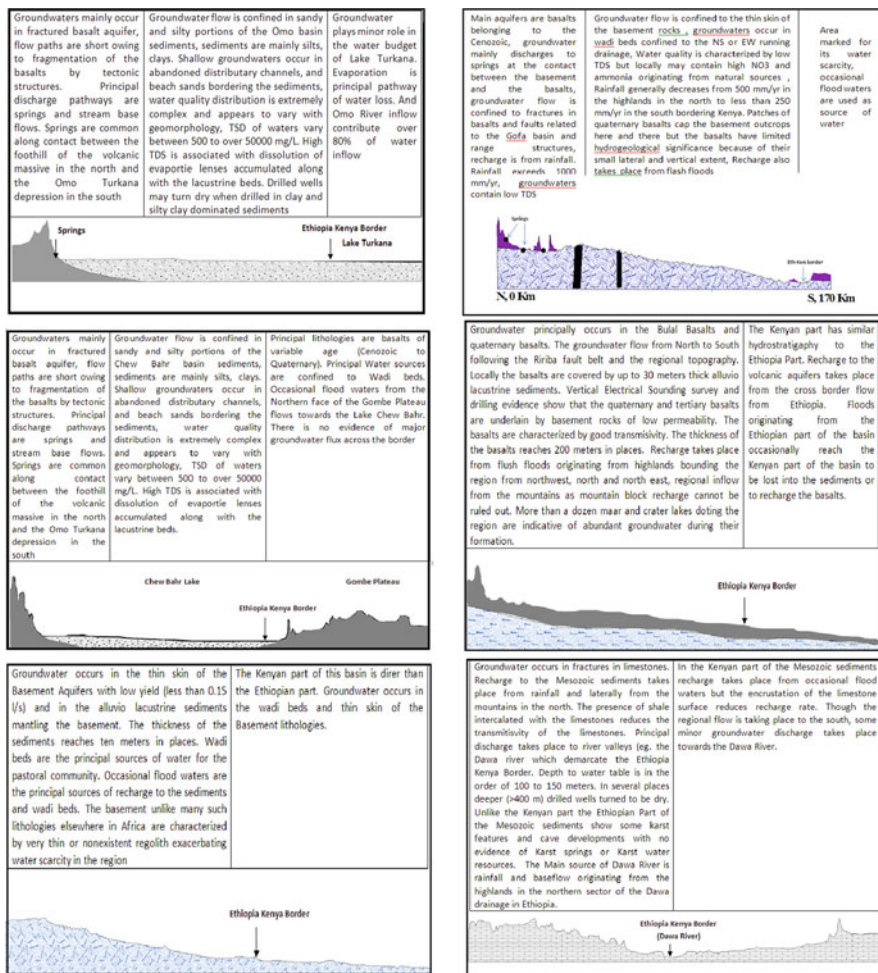 Groundwaters mainly occur
in fractured basalt aquifer,
flow paths are short owing
to fragmentation of the
basalts by tectonic
structures. Principal
discharge pathways are
springs and stream base
flows. Springs are common
along contact between the
foothill of the volcanic
massive in the north and
the Omo Turkana
depression in the south
Groundwater flow is confined in sandy
and silty portions of the Omo basin
sediments, sediments are mainly silts,
clays. Shallow groundwaters occur in
abandoned distributary channels, and
beach sands bordering the sediments,
water quality distribution is extremely
complex and appears to vary with
geomorphology, TSD of waters vary
between 500 to over 50000 mg/L. High
TDS is associated with dissolution of
evaportie lenses accumulated along
with the lacustrine beds. Drilled wells
may turn dry when drilled in clay and
silty clay dominated sediments
Groundwater
plays minor role in
the water budget
of Lake Turkana.
Evaporation is
principal pathway
of water loss. And
Omo River inflow
contribute over
80% of water
inflow
Springs
Ethiopia Kenya Border
Lake Turkana
Main aquifers are basalts
belonging to the
Cenozoic, groundwater
mainly discharges to
springs at the contact
between the basement
and the basalts,
groundwater flow is
confined to fractures in
basalts and faults related
to the Gofa basin and
range structures,
recharge is from rainfall.
Rainfall exceeds 1000
mm/yr, groundwaters
contain low TDS
Groundwater flow is confined to the thin skin of
the basement rocks , groundwaters occur in
wadi beds confined to the NS or EW running
drainage, Water quality is characterized by low
TDS but locally may contain high NO3 and
ammonia originating from natural sources ,
Rainfall generally decreases from 500 mm/yr in
the highlands in the north to less than 250
mm/yr in the south bordering Kenya. Patches of
quaternary basalts cap the basement outcrops
here and there but the basalts have limited
hydrogeological significance because of their
small lateral and vertical extent, Recharge also
takes place from flash floods
Area
marked for
its water
scarcity,
occasional
flood waters
are used as
source of
water
Springs
Eth-Ken border
N, 0 Km
S, 170 Km
Groundwaters mainly
occur in fractured
basalt aquifer, flow
paths are short owing
to fragmentation of
the basalts by tectonic
structures. Principal
discharge pathways
are springs and
stream base flows.
Springs are common
along contact
between the foothill
of the volcanic
massive in the north
and the Omo Turkana
depression in the
south
Groundwater flow is confined in
sandy and silty portions of the
Chew Bahr basin sediments,
sediments are mainly silts, clays.
Shallow groundwaters occur in
abandoned distributary channels,
and beach sands bordering the
sediments, water quality
distribution is extremely complex
and appears to vary with
geomorphology, TSD of waters
vary between 500 to over 50000
mg/L. High TDS is associated with
dissolution of evaportie lenses
accumulated along with the
lacustrine beds.
Principal lithologies are basalts of
variable age (Cenozoic to
Quaternary). Principal Water sources
are confined to Wadi beds.
Occasional flood waters from the
Northern face of the Gombe Plateau
flows towards the Lake Chew Bahr.
There is no evidence of major
groundwater flux across the border
Chew Bahr Lake
Gombe Plateau
Ethiopia Kenya Border
Groundwater principally occurs in the Bulal Basalts and
quaternary basalts. The groundwater flow from North to South
following the Ririba fault belt and the regional topography.
Locally the basalts are covered by up to 30 meters thick alluvio
lacustrine sediments. Vertical Electrical Sounding survey and
drilling evidence show that the quaternary and tertiary basalts
are underlain by basement rocks of low permeability. The
basalts are characterized by good transmisivity. The thickness of
the basalts reaches 200 meters in places. Recharge takes place
from flush floods originating from highlands bounding the
region from northwest, north and north east, regional inflow
from the mountains as mountain block recharge cannot be
ruled out. More than a dozen maar and crater lakes doting the
region are indicative of abundant groundwater during their
formation.
The Kenyan part has similar
hydrostratigaphy to the
Ethiopia Part. Recharge to the
volcanic aquifers takes place
from the cross border flow
from Ethiopia. Floods
originating from the
Ethiopian part of the basin
occasionally reach the
Kenyan part of the basin to
be lost into the sediments or
to recharge the basalts.
Ethiopia Kenya Border
Groundwater occurs in the thin skin of the
Basement Aquifers with low yield (less than 0.15
l/s) and in the alluvio lacustrine sediments
mantling the basement. The thickness of the
sediments reaches ten meters in places. Wadi
beds are the principal sources of water for the
pastoral community. Occasional flood waters are
the principal sources of recharge to the sediments
and wadi beds. The basement unlike many such
lithologies elsewhere in Africa are characterized
by very thin or nonexistent regolith exacerbating
water scarcity in the region
The Kenyan part of this basin is direr than
the Ethiopian part. Groundwater occurs in
the wadi beds and thin skin of the
Basement lithologies.
Ethiopia Kenya Border
Groundwater occurs in fractures in limestones.
Recharge to the Mesozoic sediments takes
place from rainfall and laterally from the
mountains in the north. The presence of shale
intercalated with the limestones reduces the
transmitisivity of the limestones. Principal
discharge take place to river valleys (eg. the
Dawa river which demarcate the Ethiopia
Kenya Border. Depth to water table is in the
order of 100 to 150 meters. In several places
deeper (>400 m) drilled wells turned to be dry.
Unlike the Kenyan part the Ethiopian Part of
the Mesozoic sediments show some karst
features and cave developments with no
evidence of Karst springs or Karst water
resources. The Main source of Dawa River is
rainfall and baseflow originating from the
highlands in the northern sector of the Dawa
drainage in Ethiopia.
In the Kenyan part of the Mesozoic sediments
recharge takes place from occasional flood
waters but the encrustation of the limestone
surface reduces recharge rate. Though the
regional flow is taking place to the south, some
minor groundwater discharge takes place
towards the Dawa River.
Ethiopia Kenya Border
(Dawa River)